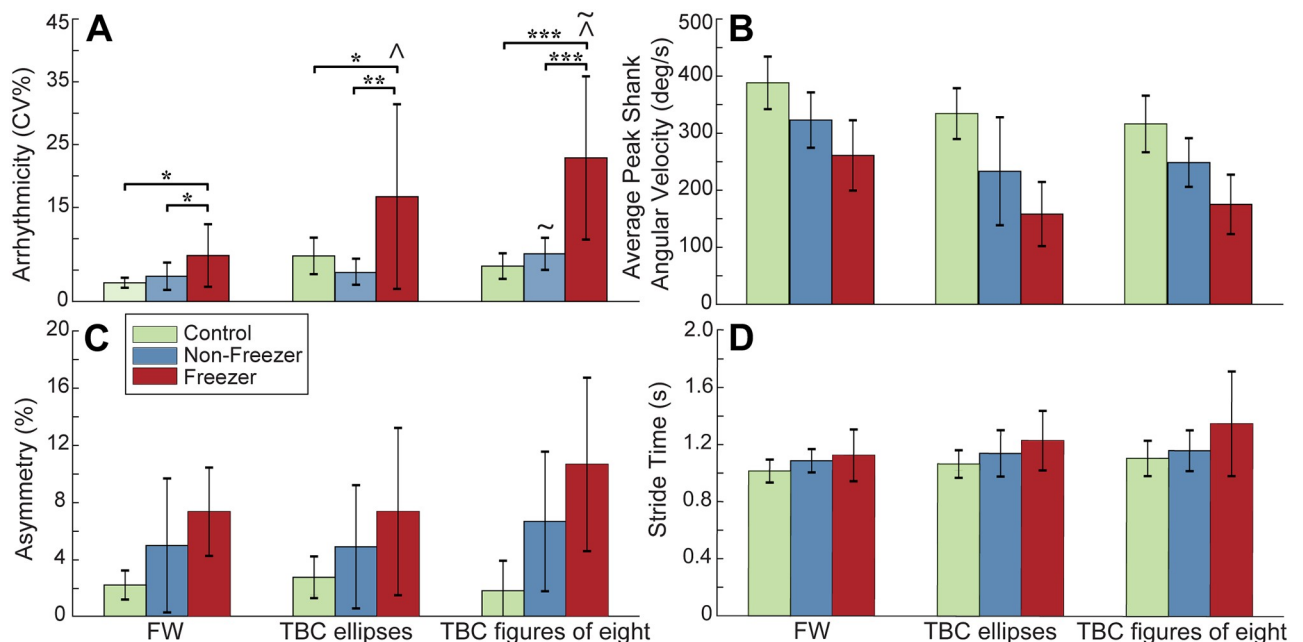 A
Arrhythmicity (CV%)
45
35
25
15
0
*
*
*
**
^
***
***
~
~
^
B
Average Peak Shank
Angular Velocity (deg/s)
500
400
300
200
100
0
C
Asymmetry (%)
20
16
12
8
4
0
Control
Non-Freezer
Freezer
FW
TBC ellipses
TBC figures of eight
D
Stride Time (s)
2.0
1.6
1.2
0.8
0.4
0
FW
TBC ellipses
TBC figures of eight